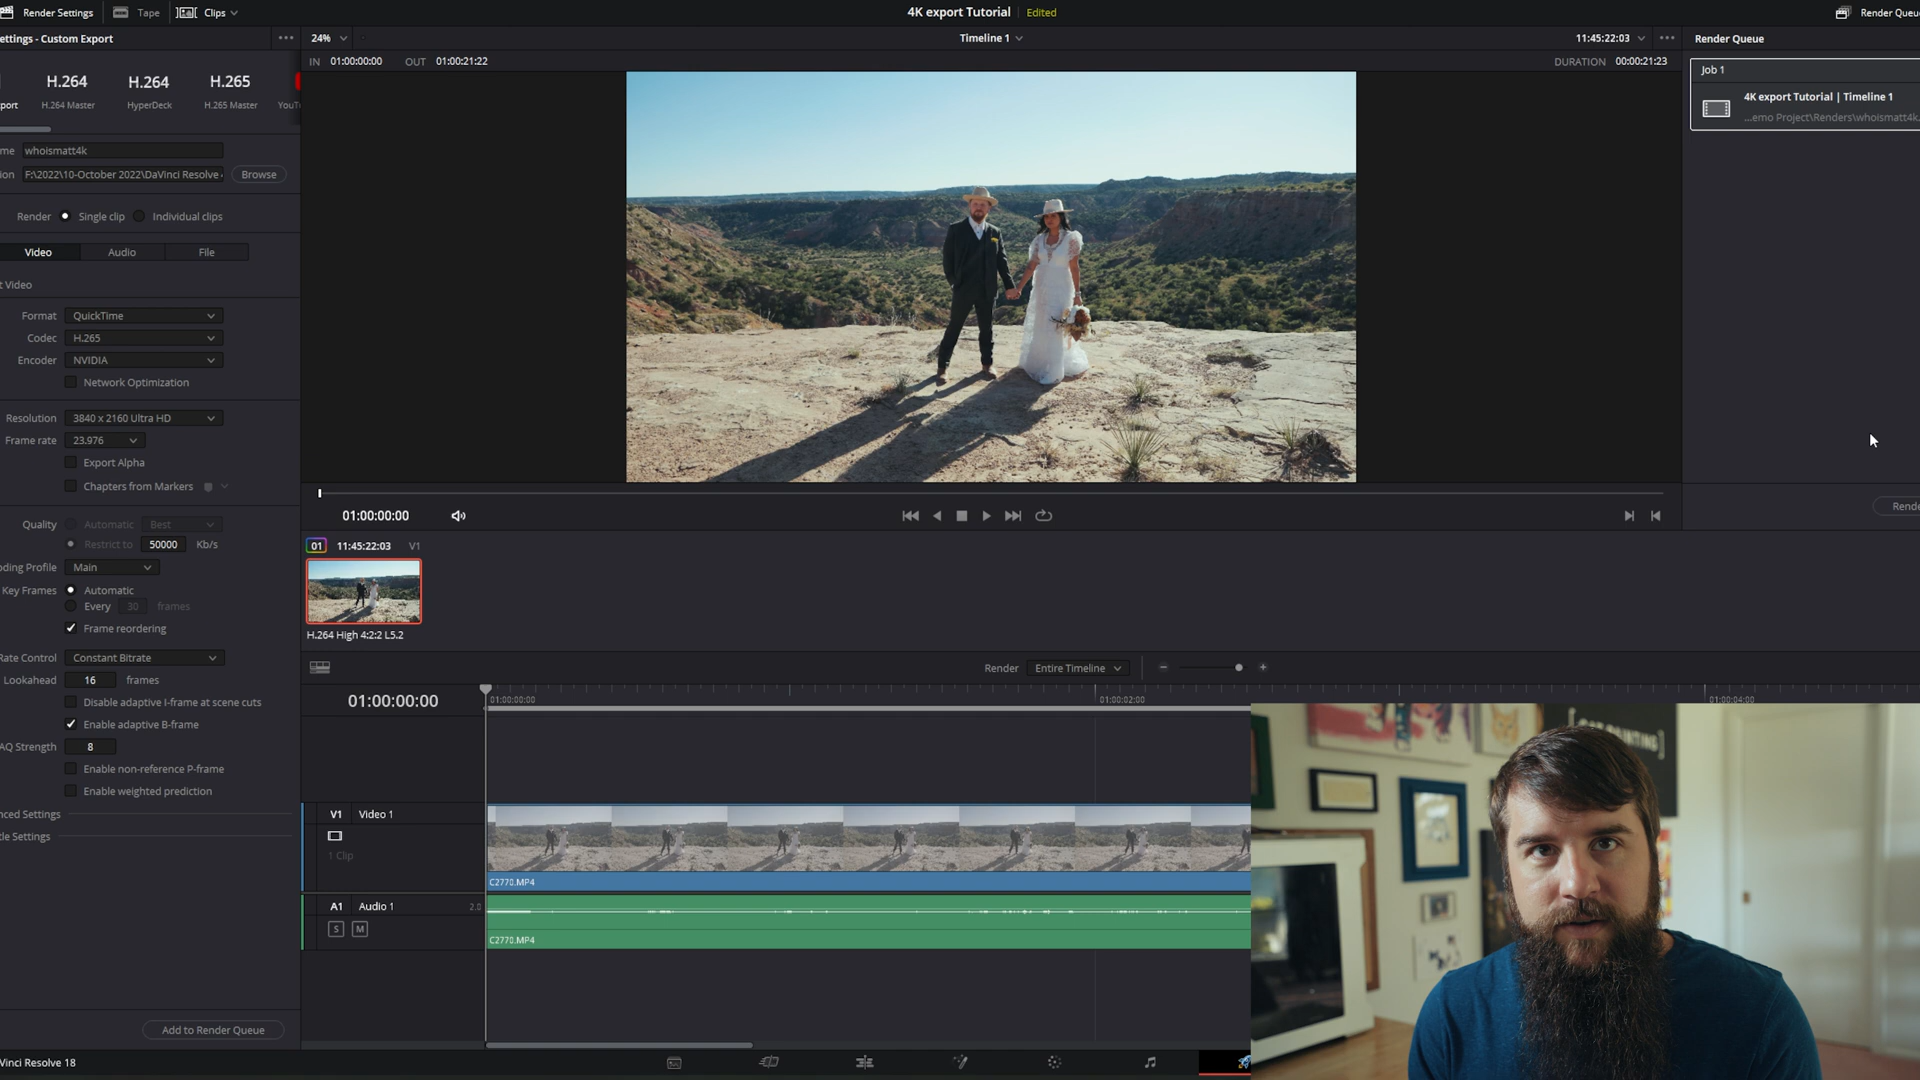 Render Settings
Tape
Clips
4K export Tutorial
Edited
Render Queu
ettings - Custom Export
24%
Timeline 1
11:45:22:03
Render Queue
IN 01:00:00:00 OUT 01:00:21:22
DURATION 00:00:21:23
H.264
H.264
H.265
port
H.264 Master
HyperDeck
H.265 Master
YouT
Job 1
4K export Tutorial | Timeline 1
...emo Project\Renders\whoismatt4k.
me whoismatt4k
ion F:\2022\10-October 2022\DaVinci Resolve
Browse
Render Single clip Individual clips
Video
Audio
File
t Video
Format QuickTime
Codec H.265
Encoder NVIDIA
Network Optimization
Resolution 3840 x 2160 Ultra HD
Frame rate 23.976
Export Alpha
Chapters from Markers
Quality Automatic Best
Restrict to 50000 Kb/s
ding Profile Main
Key Frames Automatic
Every 30 frames
Frame reordering
Rate Control Constant Bitrate
Lookahead 16 frames
Disable adaptive I-frame at scene cuts
Enable adaptive B-frame
AQ Strength 8
Enable non-reference P-frame
Enable weighted prediction
nced Settings
tle Settings
Add to Render Queue
Vinci Resolve 18
01:00:00:00
Rende
01 11:45:22:03 V1
H.264 High 4:2:2 L5.2
Render Entire Timeline
01:00:00:00
01:00:00:00
01:00:02:00
01:00:04:00
V1 Video 1
1 Clip
C2770.MP4
A1 Audio 1 2.0
S M
C2770.MP4